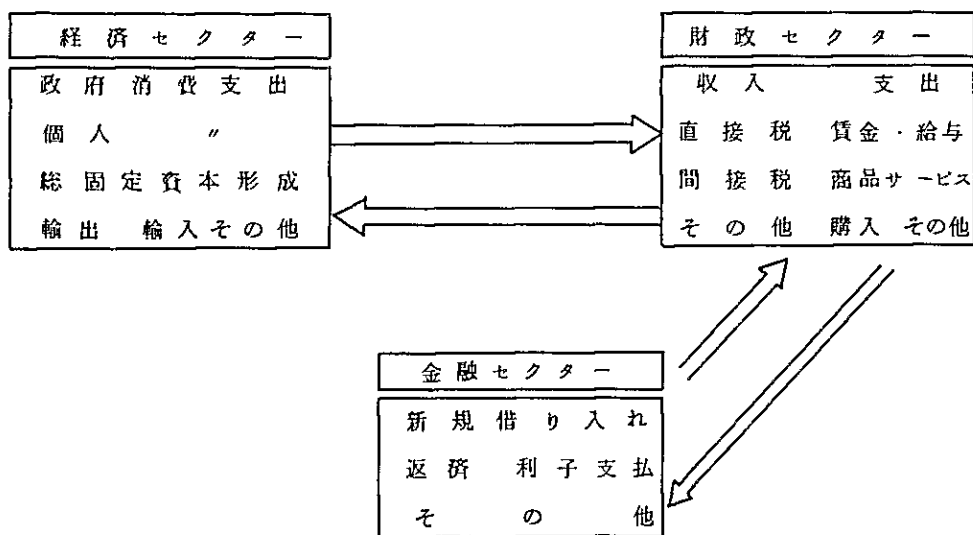 経済セクター
政府消費支出
個人 〃
総固定資本形成
輸出 輸入その他
財政セクター
収入 支出
直接税 賃金・給与
間接税 商品サービス
その他 購入 その他
金融セクター
新規借り入れ
返済 利子支払
その他